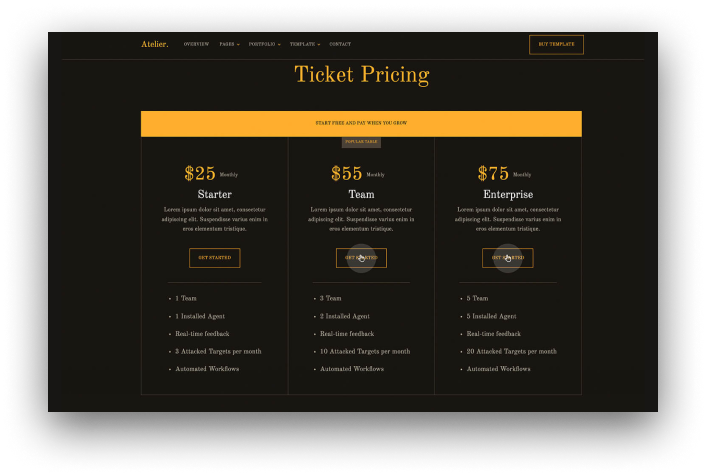 Atelier. OVERVIEW PAGES PORTFOLIO TEMPLATE CONTACT BUY TEMPLATE
Ticket Pricing
START FREE AND PAY WHEN YOU GROW
POPULAR TABLE
$25 Monthly
Starter
Lorem ipsum dolor sit amet, consectetur
adipiscing elit. Suspendisse varius enim in
eros elementum tristique.
GET STARTED
1 Team
1 Installed Agent
Real-time feedback
3 Attacked Targets per month
Automated Workflows
$55 Monthly
Team
Lorem ipsum dolor sit amet, consectetur
adipiscing elit. Suspendisse varius enim in
eros elementum tristique.
GET STARTED
3 Team
2 Installed Agent
Real-time feedback
10 Attacked Targets per month
Automated Workflows
$75 Monthly
Enterprise
Lorem ipsum dolor sit amet, consectetur
adipiscing elit. Suspendisse varius enim in
eros elementum tristique.
GET STARTED
5 Team
5 Installed Agent
Real-time feedback
20 Attacked Targets per month
Automated Workflows